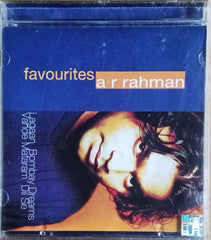 favourites
a·r rahman
Lagaan, Bombay Dreams
Vande Mataram, Dil Se